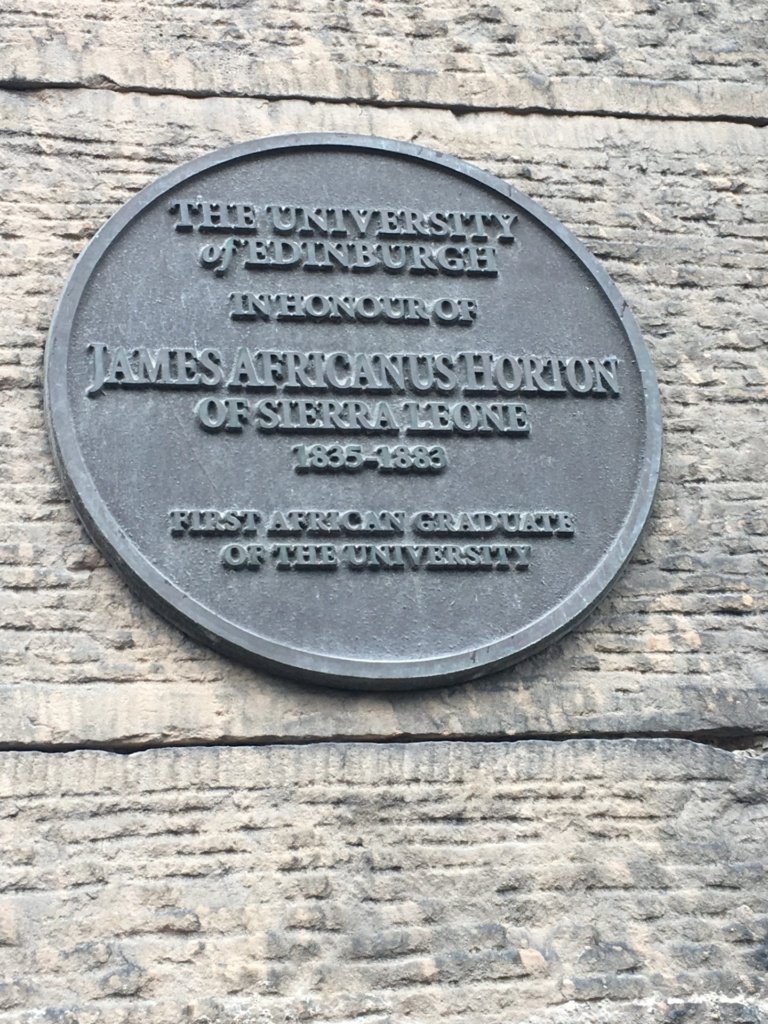 THE UNIVERSITY
of EDINBURGH
IN HONOUR OF
JAMES AFRICANUS HORTON
OF SIERRA LEONE
1835-1883
FIRST AFRICAN GRADUATE
OF THE UNIVERSITY